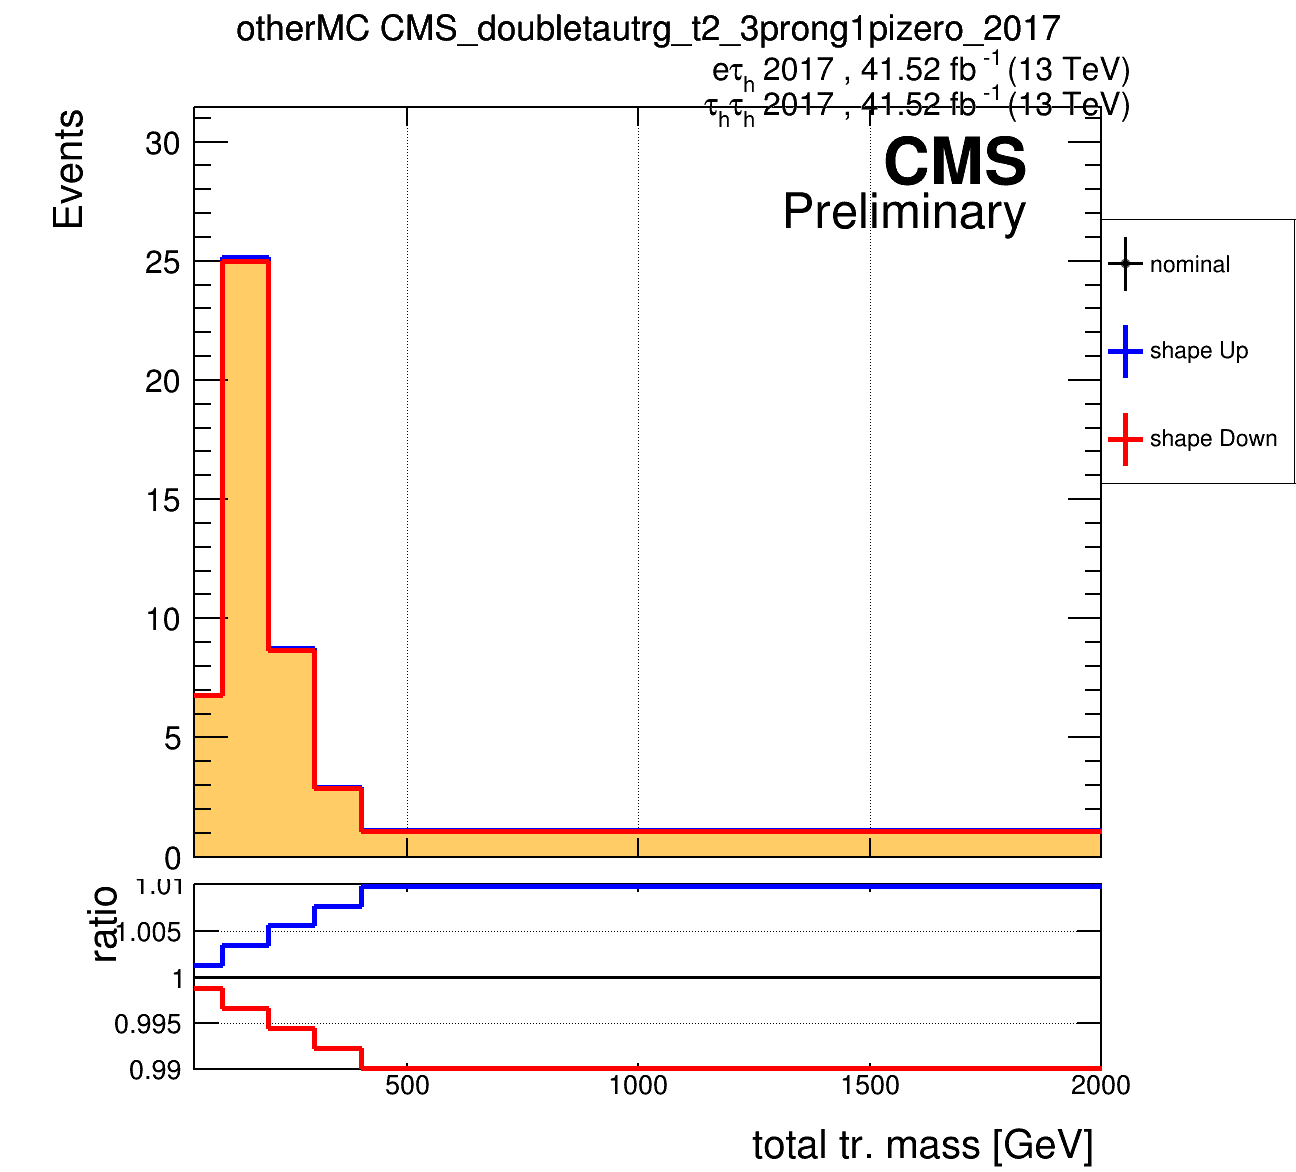 otherMC CMS_doubletautrg_t2_3prong1pizero_2017
eτh 2017 , 41.52 fb -1 (13 TeV)
τhτh 2017 , 41.52 fb -1 (13 TeV)
CMS
Preliminary
Events
30
25
20
15
10
5
0
nominal
shape Up
shape Down
ratio
1.01
1.005
1
0.995
0.99
500 1000 1500 2000
total tr. mass [GeV]